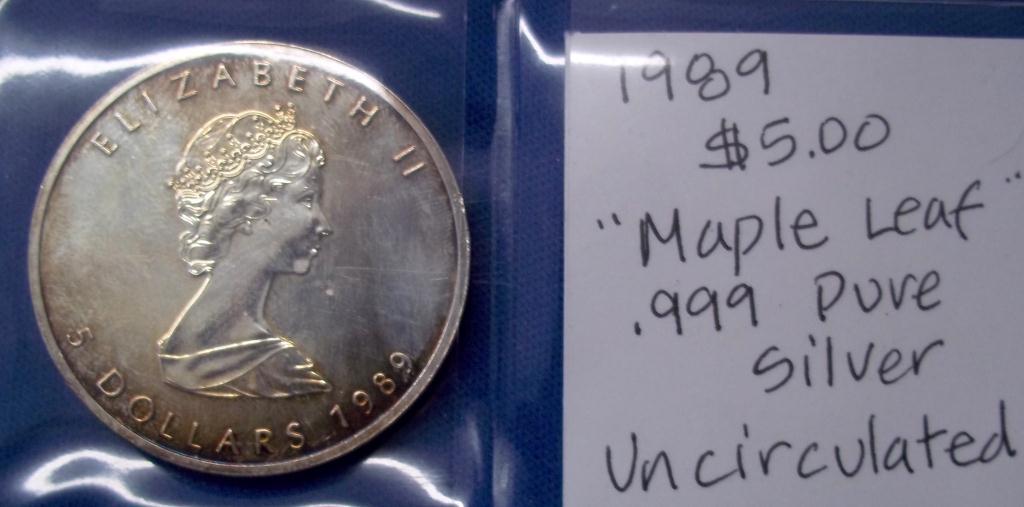 ELIZABETH II
5 DOLLARS 1989
1989
$5.00
"Maple Leaf"
.999 Pure
Silver
Uncirculated